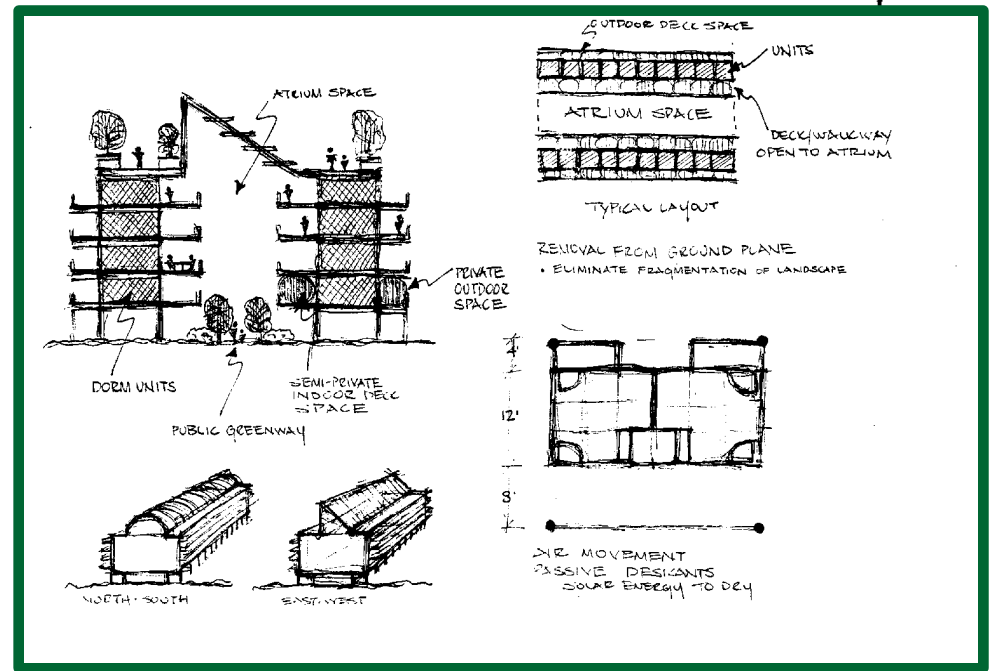 ATRIUM SPACE
DORM UNITS
PUBLIC GREENWAY
SEMI-PRIVATE
INDOOR DECK
SPACE
PRIVATE
OUTDOOR
SPACE
NORTH-SOUTH
EAST-WEST
OUTDOOR DECK SPACE
UNITS
ATRIUM SPACE
DECK/WALKWAY
OPEN TO ATRIUM
TYPICAL LAYOUT
REMOVAL FROM GROUND PLANE
• ELIMINATE FRAGMENTATION OF LANDSCAPE
4'
12'
8'
AIR MOVEMENT
PASSIVE DESIKANTS
SOLAR ENERGY TO DRY